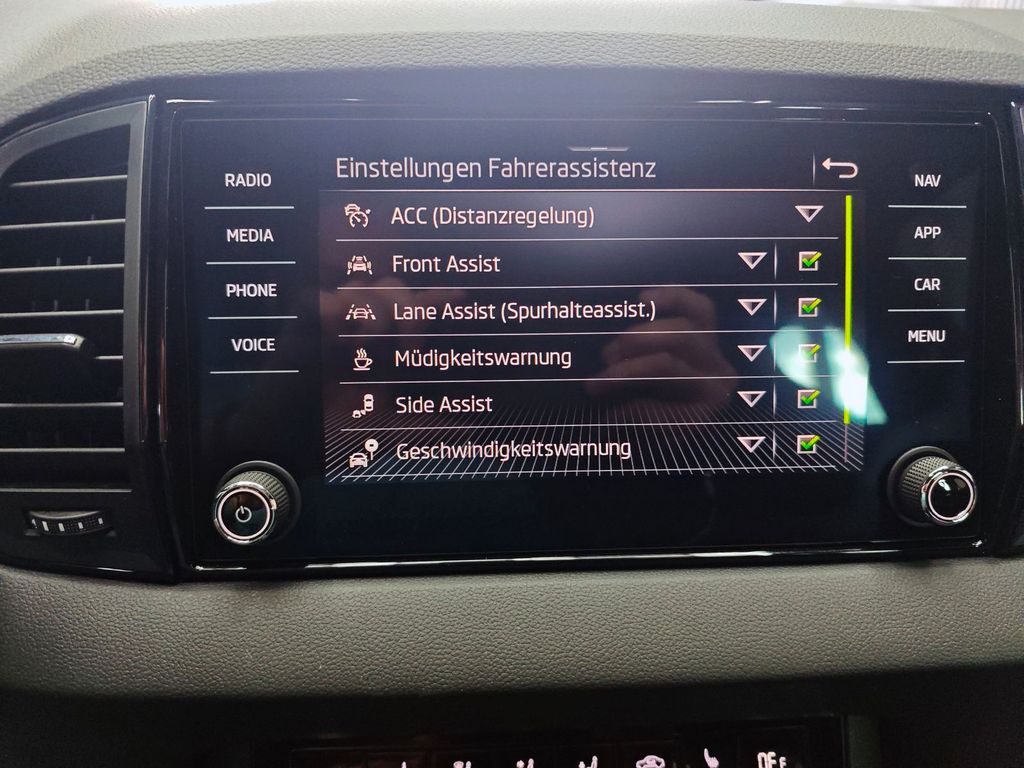 Einstellungen Fahrerassistenz
RADIO
MEDIA
PHONE
VOICE
ACC (Distanzregelung)
Front Assist
Lane Assist (Spurhalteassist.)
Müdigkeitswarnung
Side Assist
Geschwindigkeitswarnung
NAV
APP
CAR
MENU